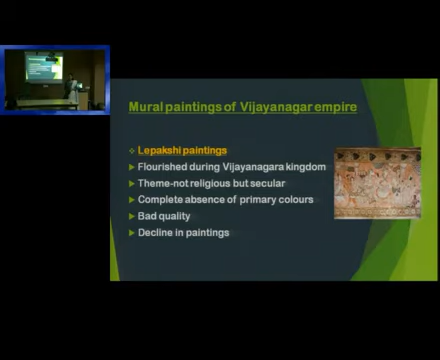 Mural paintings of Vijayanagar empire
Lepakshi paintings
Flourished during Vijayanagara kingdom
Theme-not religious but secular
Complete absence of primary colours
Bad quality
Decline in paintings